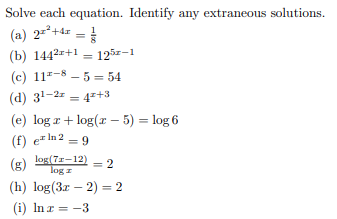 Solve each equation. Identify any extraneous solutions.
(a) 2^{x^2+4x} = \frac{1}{8}
(b) 144^{2x+1} = 12^{5x-1}
(c) 11^{x-8} − 5 = 54
(d) 3^{1-2x} = 4^{x+3}
(e) log x + log(x − 5) = log 6
(f) e^{x ln 2} = 9
(g) \frac{log(7x-12)}{log x} = 2
(h) log(3x − 2) = 2
(i) ln x = −3